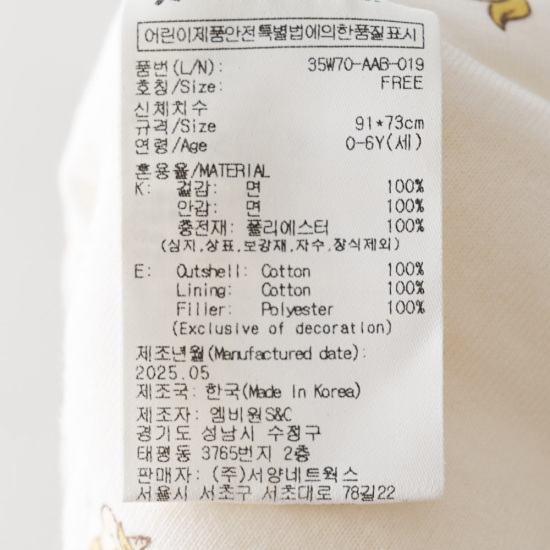 어린이제품안전특별법에의한품질표시
품번(L/N): 35W70-AAB-019
호칭/Size: FREE
신체치수
규격/Size 91*73cm
연령/Age 0-6Y(세)
혼용율/MATERIAL
K: 겉감: 면 100%
안감: 면 100%
충전재: 폴리에스터 100%
(심지,상표,보강재,자수,장식제외)
E: Outshell: Cotton 100%
Lining: Cotton 100%
Filler: Polyester 100%
(Exclusive of decoration)
제조년월(Manufactured date):
2025.05
제조국: 한국(Made In Korea)
제조자: 엠비원S&C
경기도 성남시 수정구
태평동 3765번지 2층
판매자: (주)서양네트웍스
서울시 서초구 서초대로 78길22